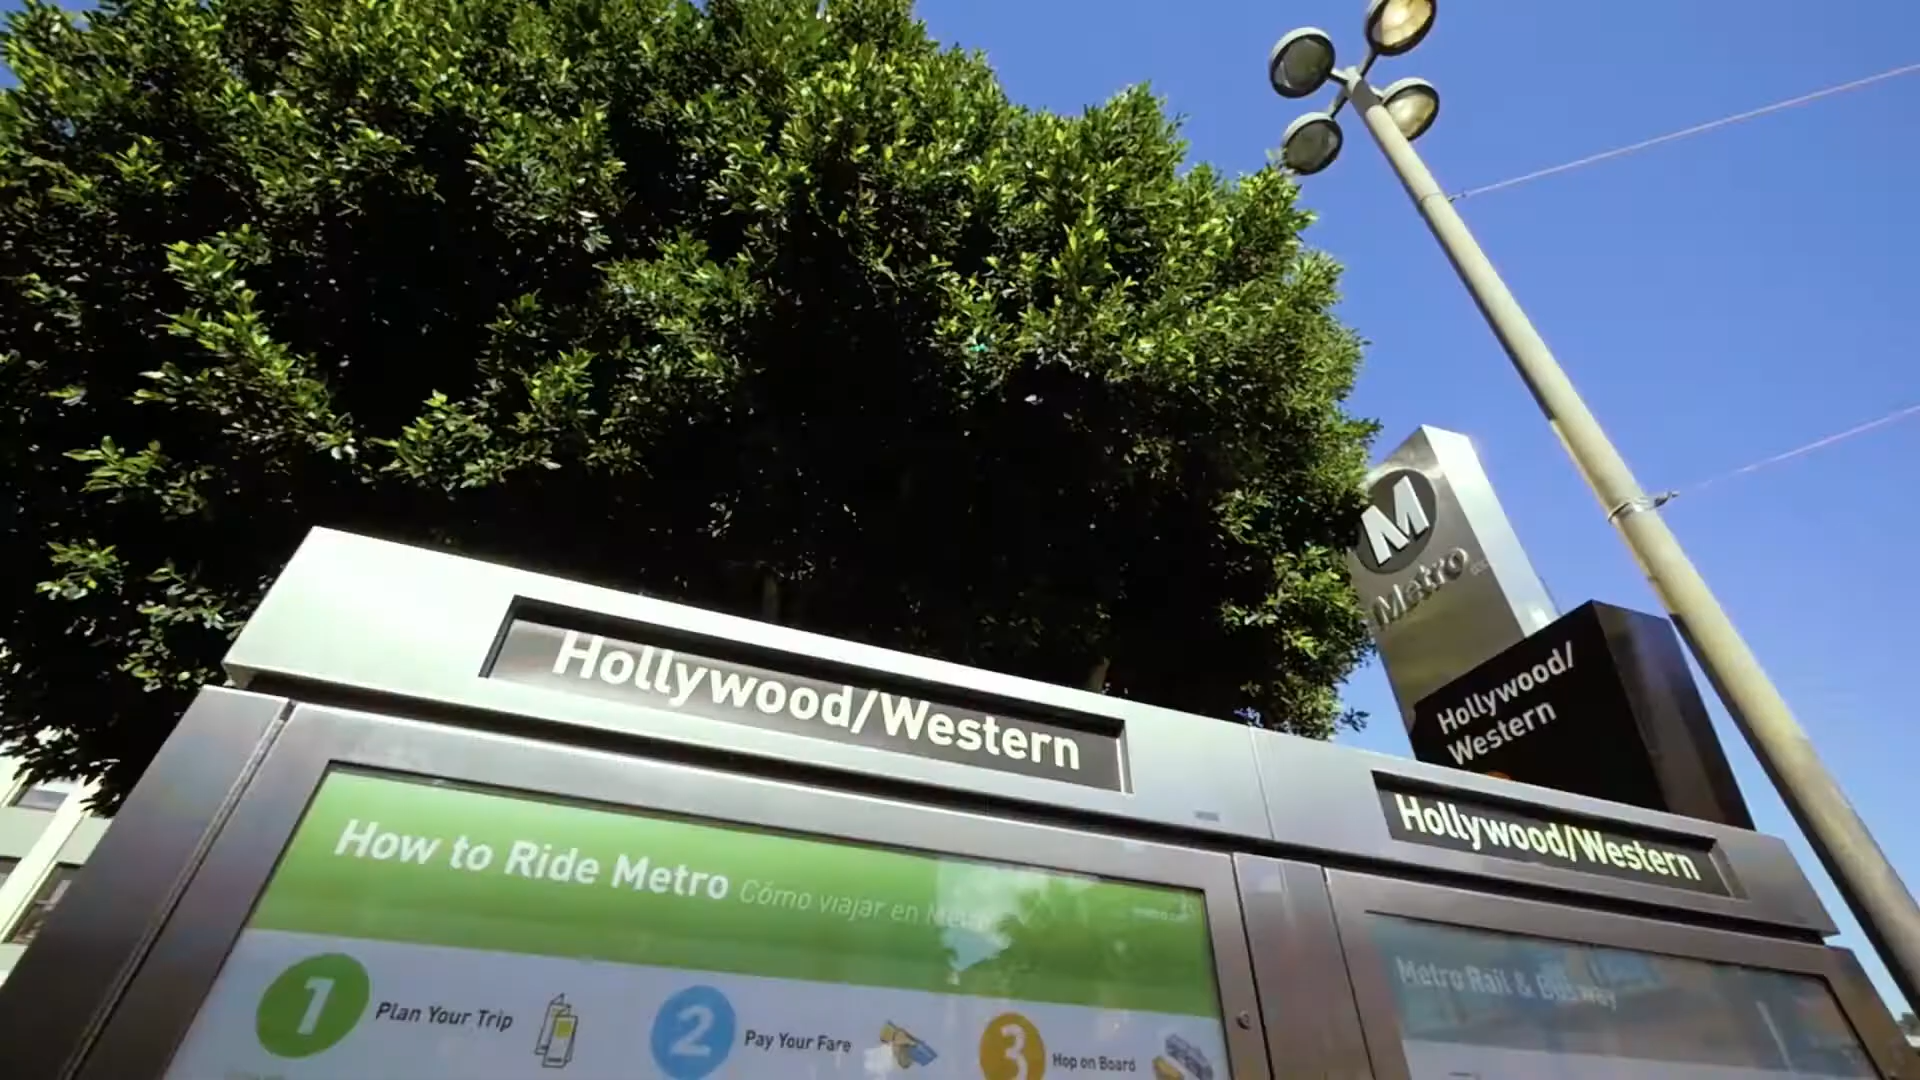 M
Metro
Hollywood/
Western
Hollywood/Western
Hollywood/Western
How to Ride Metro Cómo viajar en Metro
1 Plan Your Trip
2 Pay Your Fare
3 Hop on Board
Metro Rail & Busway